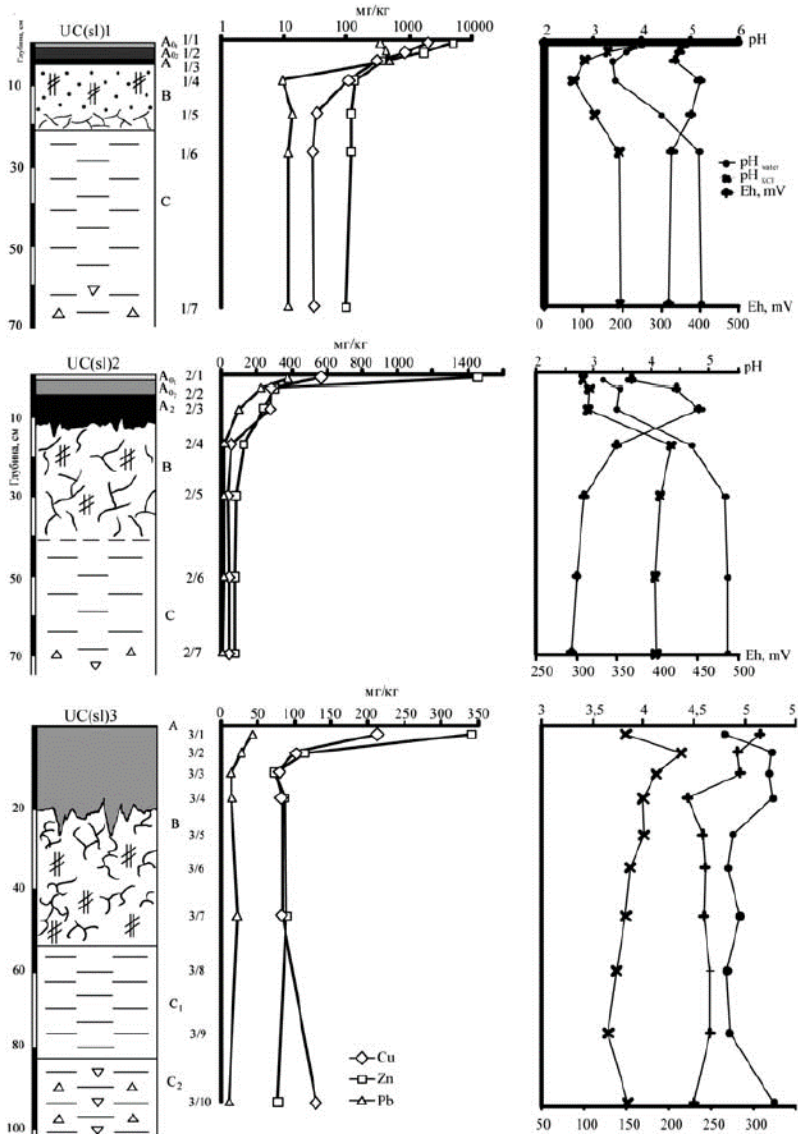 UC(sl)1
мг/кг
1 10 100 1000 10000
2 3 4 5 6
pH
Глубина, см
10
30
50
70
A₀₁ 1/1
A₀₂ 1/2
A 1/3
1/4
B
1/5
1/6
C
1/7
pH water
pH KCl
Eh, mV
Eh, mV
0 100 200 300 400 500
UC(sl)2
мг/кг
0 200 400 600 800 1000 1400
2 3 4 5
pH
Глубина, см
10
30
50
70
A₀₁ 2/1
A₀₂ 2/2
A₂ 2/3
2/4
B
2/5
2/6
C
2/7
Eh, mV
250 300 350 400 450 500
UC(sl)3
мг/кг
0 50 100 150 200 250 300 350
3 3,5 4 4,5 5 5,5
20
40
60
80
100
A
3/1
3/2
3/3
3/4
B
3/5
3/6
3/7
3/8
C₁
3/9
C₂
3/10
Cu
Zn
Pb
50 100 150 200 250 300